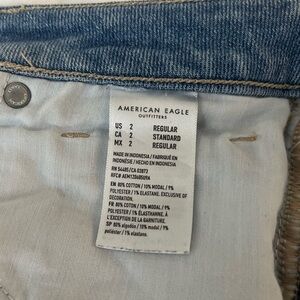 AMERICAN EAGLE
OUTFITTERS
US 2 REGULAR
CA 2 STANDARD
MX 2 REGULAR
MADE IN INDONESIA / FABRIQUÉ EN
INDONÉSIE / HECHO EN INDONESIA
RN 54485/CA 03873
EN 80% COTTON / 10% MODAL / 9%
POLYESTER / 1% ELASTANE. EXCLUSIVE OF
DECORATION.
FR 80% COTON / 10% MODAL / 9%
POLYESTER / 1% ÉLASTHANNE. À
L'EXCEPTION DE LA GARNITURE.
SP 80% algodón / 10% modal / 9%
poliéster / 1% elastano.